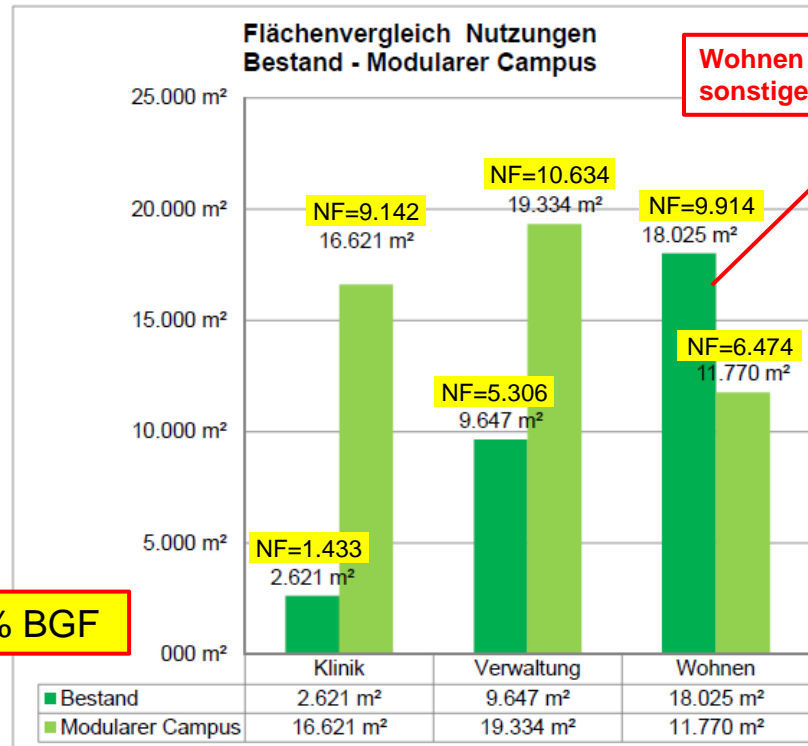 Flächenvergleich Nutzungen
Bestand - Modularer Campus
Wohnen
sonstige
25.000 m²
20.000 m²
15.000 m²
10.000 m²
5.000 m²
000 m²
NF=9.142
16.621 m²
NF=10.634
19.334 m²
NF=9.914
18.025 m²
NF=6.474
11.770 m²
NF=5.306
9.647 m²
NF=1.433
2.621 m²
% BGF
Klinik Verwaltung Wohnen
Bestand 2.621 m² 9.647 m² 18.025 m²
Modularer Campus 16.621 m² 19.334 m² 11.770 m²